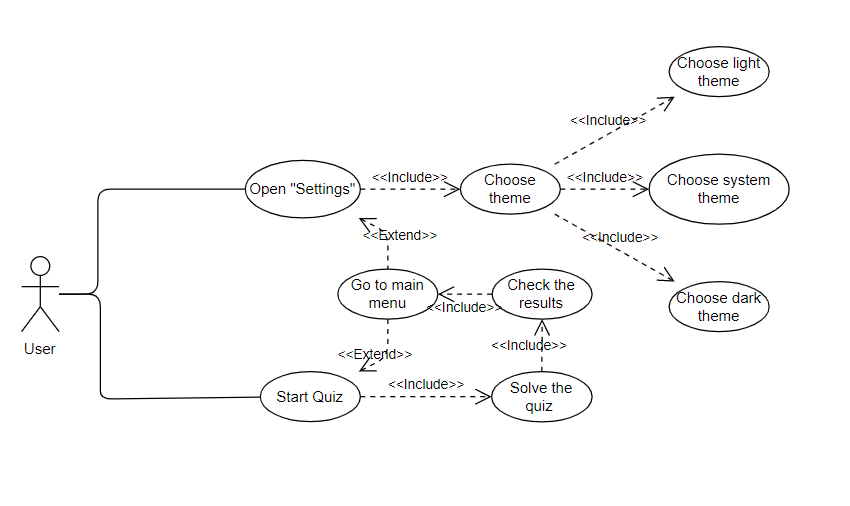 Choose light
theme
<<Include>>
Open "Settings"
<<Include>>
Choose
theme
<<Include>>
Choose system
theme
<<Extend>>
<<Include>>
User
Go to main
menu
<<Include>>
Check the
results
Choose dark
theme
<<Extend>>
<<Include>>
Start Quiz
<<Include>>
Solve the
quiz